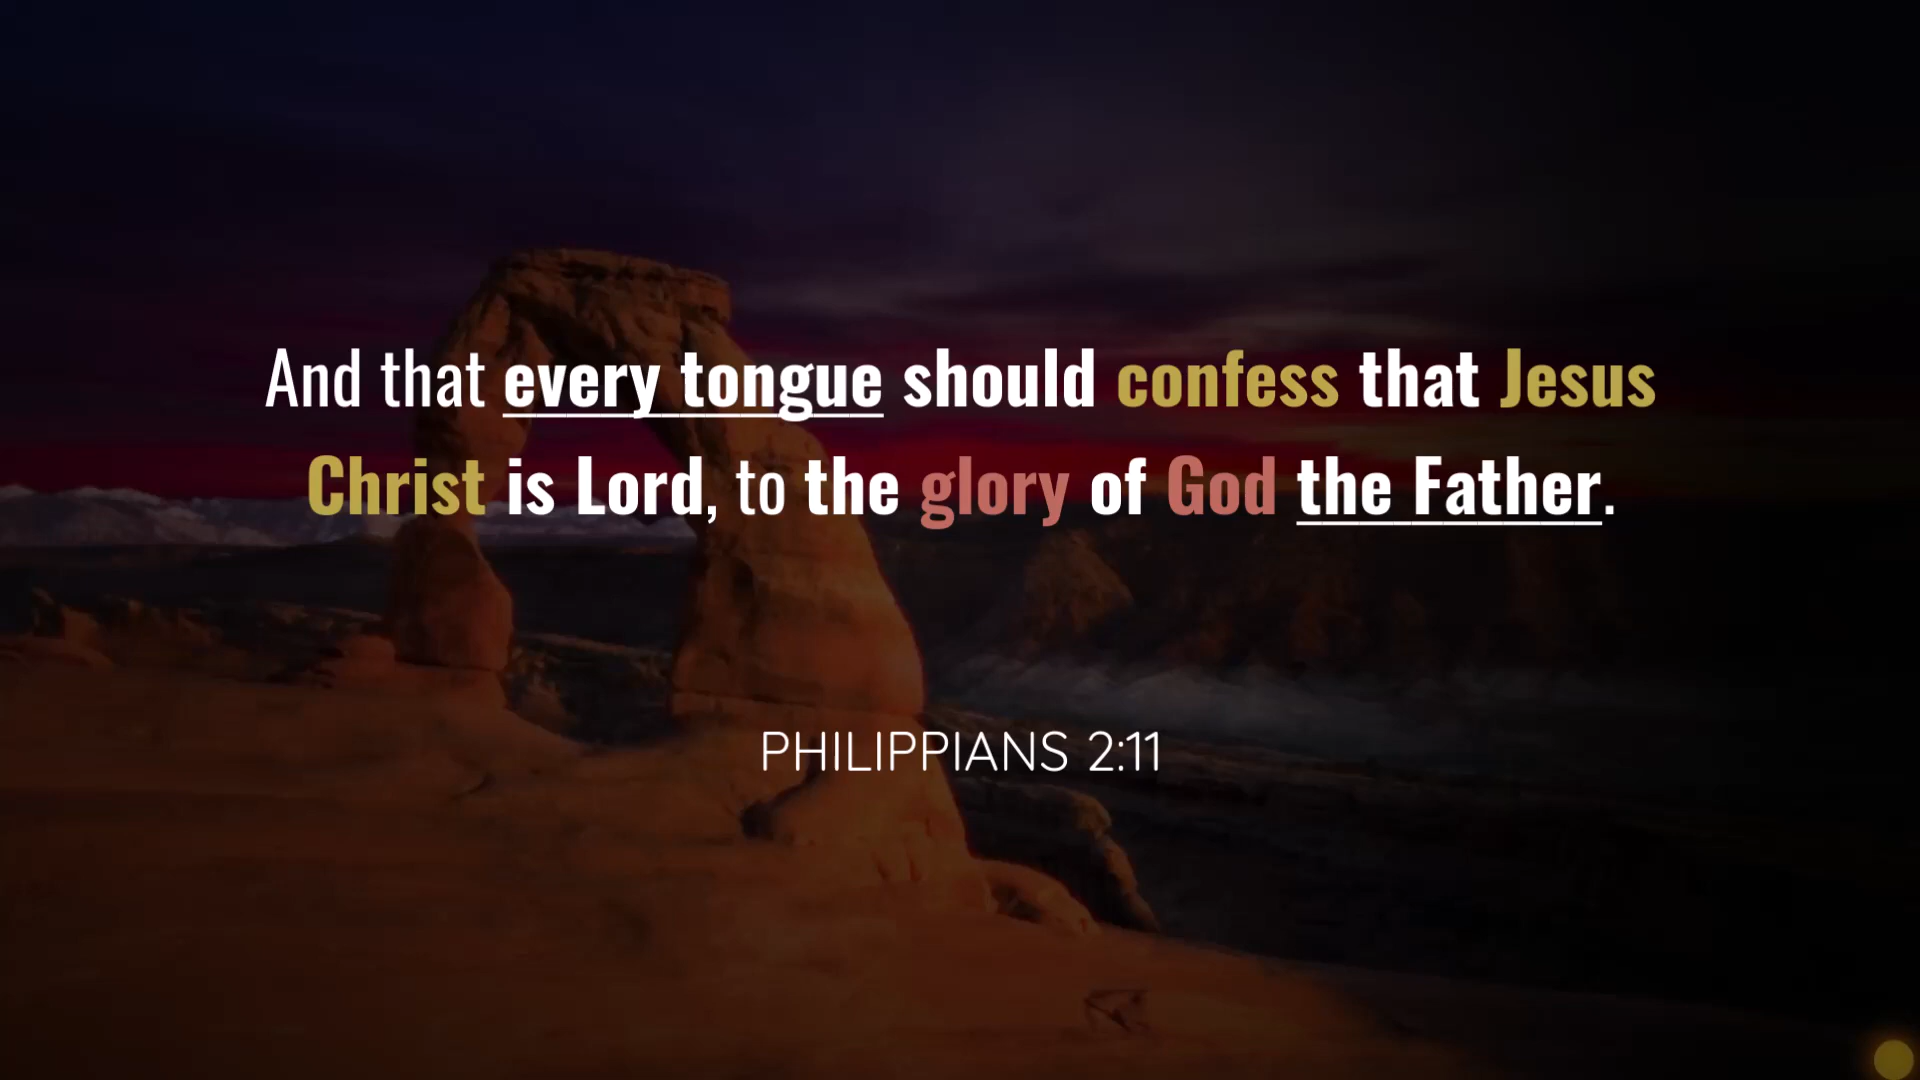 And that every tongue should confess that Jesus
Christ is Lord, to the glory of God the Father.
PHILIPPIANS 2:11